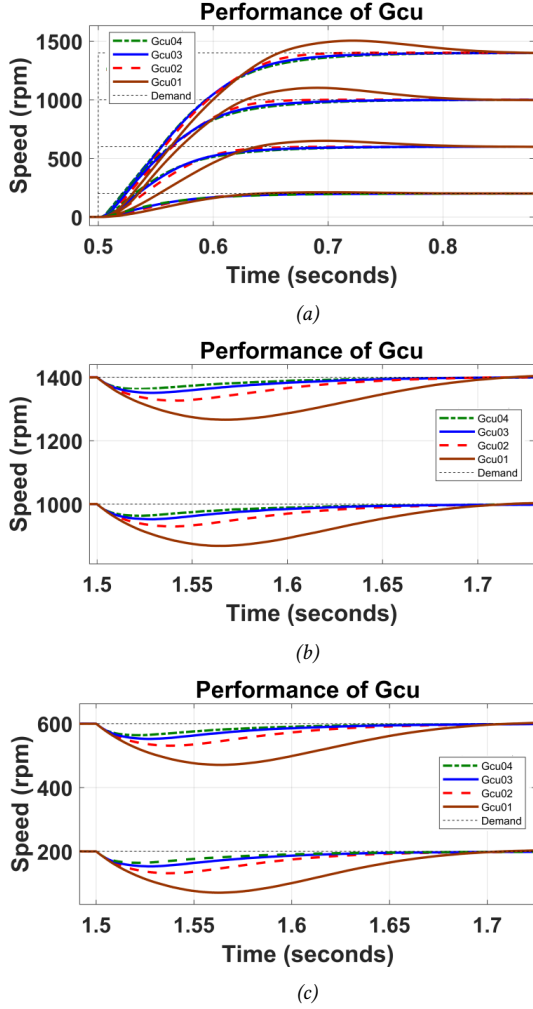 Performance of Gcu
1500
1000
500
0
Speed (rpm)
Gcu04
Gcu03
Gcu02
Gcu01
Demand
0.5 0.6 0.7 0.8
Time (seconds)
(a)
Performance of Gcu
1400
1200
1000
Speed (rpm)
Gcu04
Gcu03
Gcu02
Gcu01
Demand
1.5 1.55 1.6 1.65 1.7
Time (seconds)
(b)
Performance of Gcu
600
400
200
Speed (rpm)
Gcu04
Gcu03
Gcu02
Gcu01
Demand
1.5 1.55 1.6 1.65 1.7
Time (seconds)
(c)